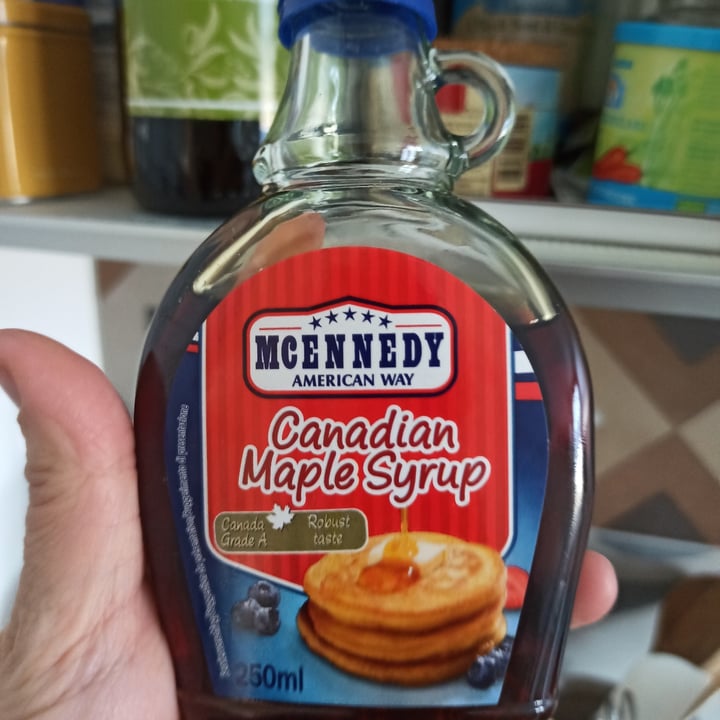 MCENNEDY
AMERICAN WAY
Canadian
Maple Syrup
Canada
Grade A
Robust
taste
250ml